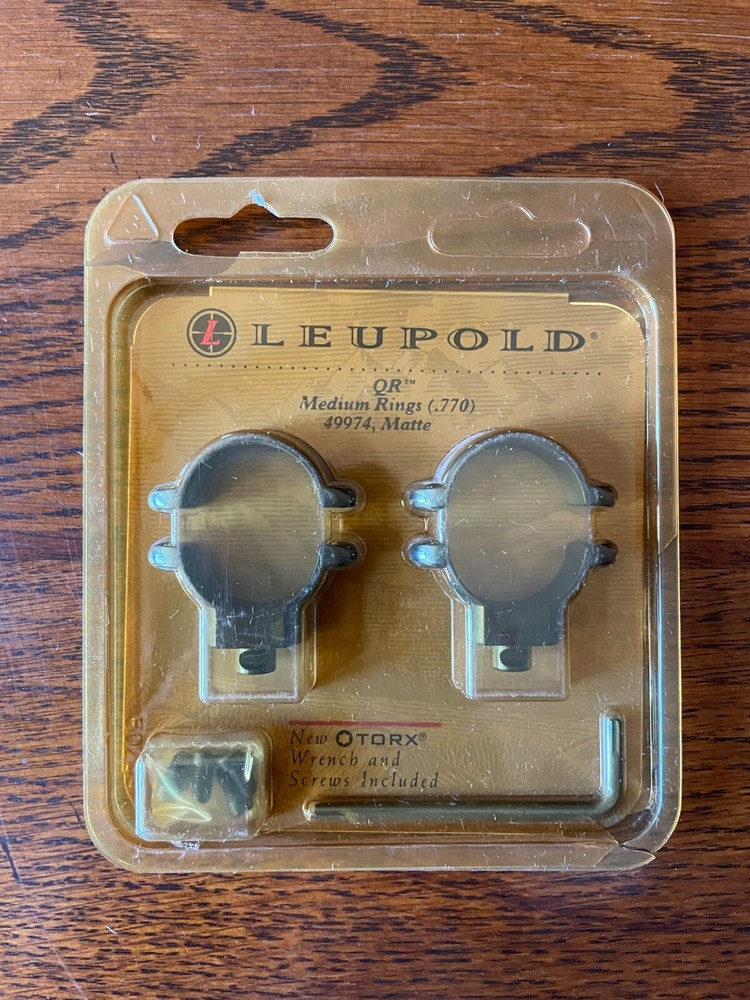 L LEUPOLD®
QR™
Medium Rings (.770)
49974, Matte
New TORX®
Wrench and
Screws Included